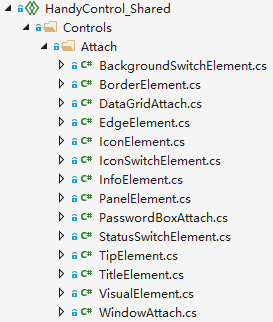 HandyControl_Shared
Controls
Attach
C# BackgroundSwitchElement.cs
C# BorderElement.cs
C# DataGridAttach.cs
C# EdgeElement.cs
C# IconElement.cs
C# IconSwitchElement.cs
C# InfoElement.cs
C# PanelElement.cs
C# PasswordBoxAttach.cs
C# StatusSwitchElement.cs
C# TipElement.cs
C# TitleElement.cs
C# VisualElement.cs
C# WindowAttach.cs